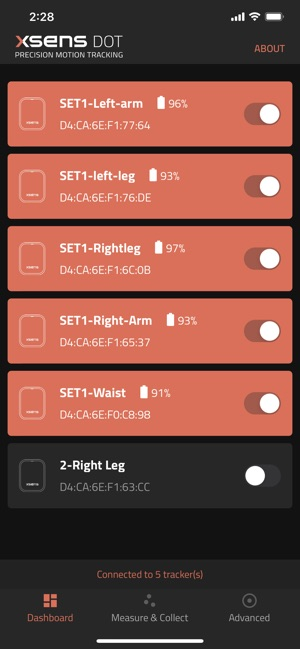 2:28
xsens DOT
PRECISION MOTION TRACKING
ABOUT
SET1-Left-arm 96%
D4:CA:6E:F1:77:64
SET1-left-leg 93%
D4:CA:6E:F1:76:DE
SET1-Rightleg 97%
D4:CA:6E:F1:6C:0B
SET1-Right-Arm 93%
D4:CA:6E:F1:65:37
SET1-Waist 91%
D4:CA:6E:F0:C8:98
2-Right Leg
D4:CA:6E:F1:63:CC
Connected to 5 tracker(s)
Dashboard Measure & Collect Advanced